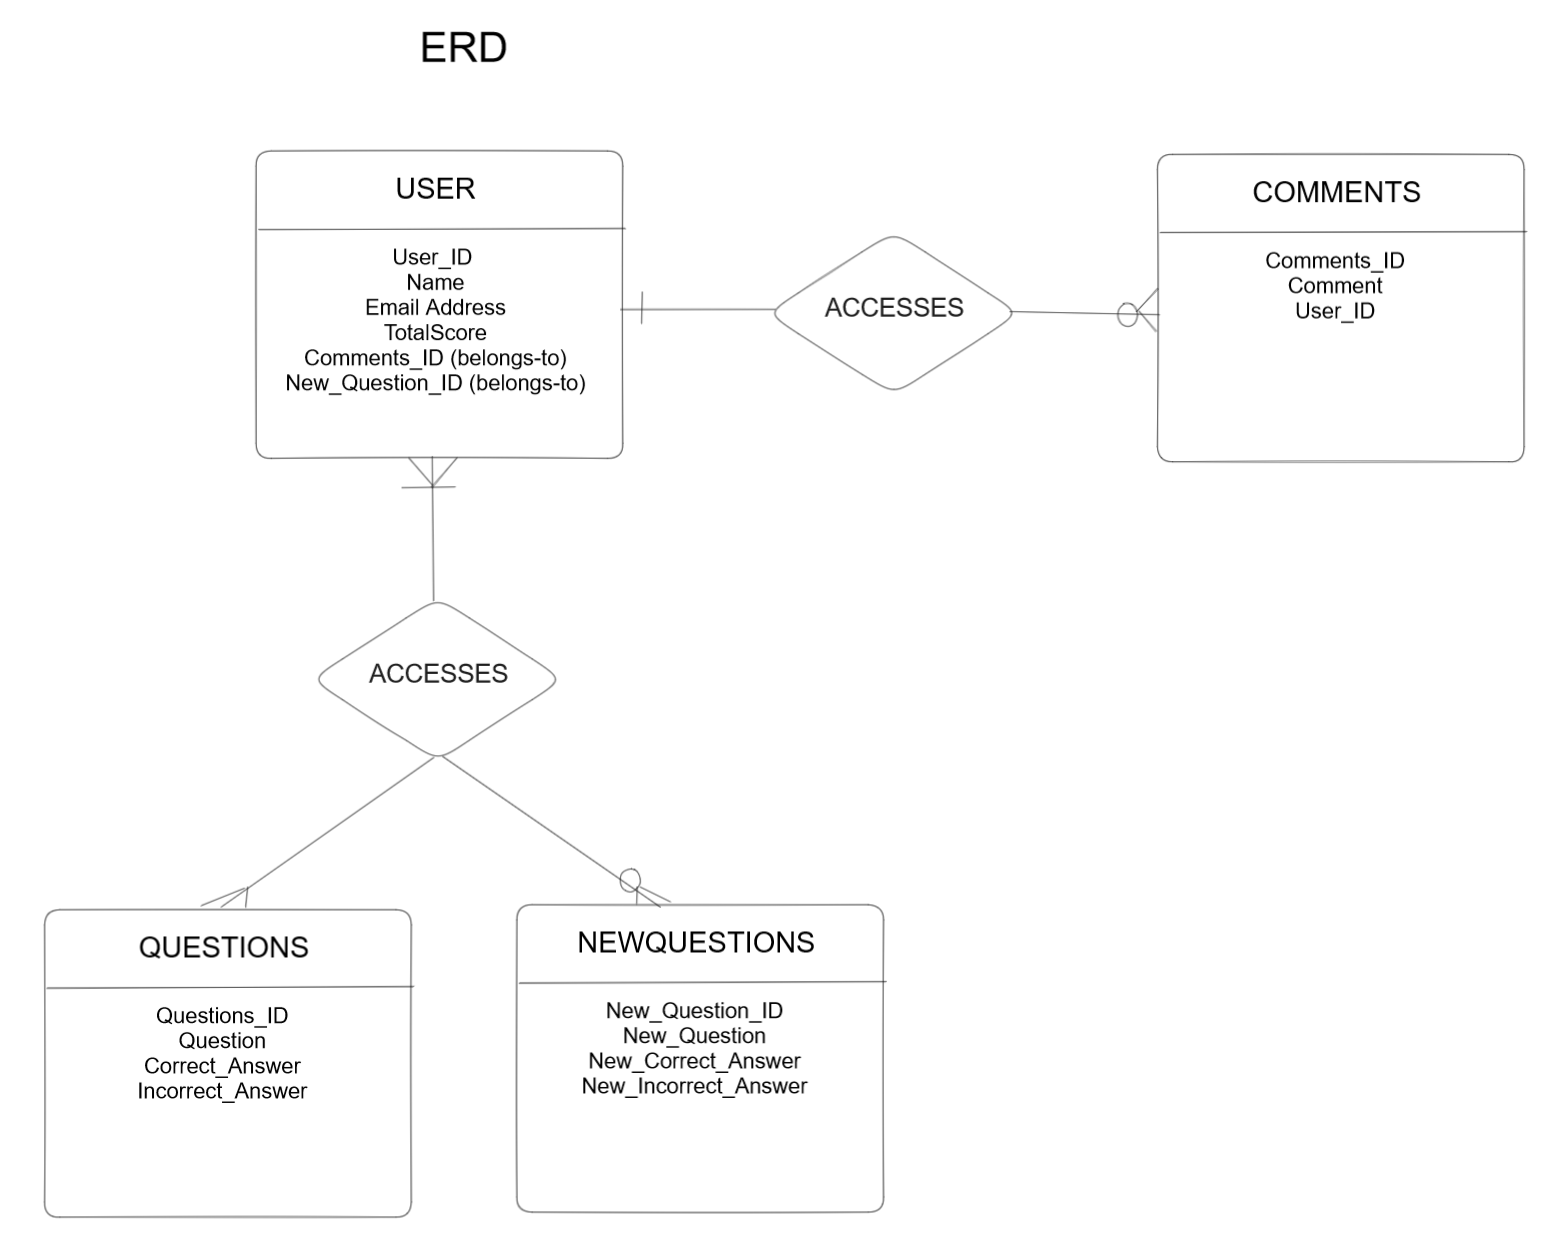 ERD
USER
User_ID
Name
Email Address
TotalScore
Comments_ID (belongs-to)
New_Question_ID (belongs-to)
ACCESSES
COMMENTS
Comments_ID
Comment
User_ID
ACCESSES
QUESTIONS
Questions_ID
Question
Correct_Answer
Incorrect_Answer
NEWQUESTIONS
New_Question_ID
New_Question
New_Correct_Answer
New_Incorrect_Answer